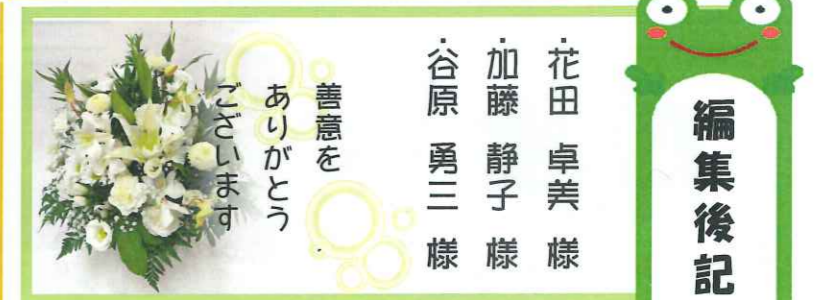 編集後記
・花田 卓美 様
・加藤 静子 様
・谷原 勇三 様
善意を
ありがとう
ございます